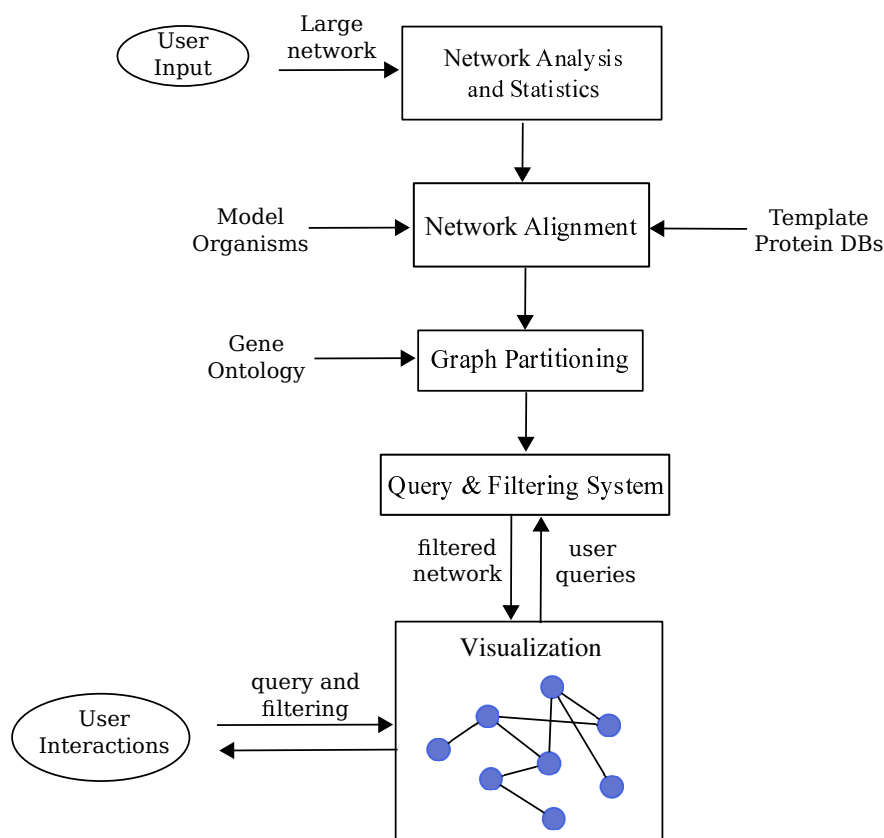 User
Input
Large
network
Network Analysis
and Statistics
Model
Organisms
Network Alignment
Template
Protein DBs
Gene
Ontology
Graph Partitioning
Query & Filtering System
filtered
network
user
queries
Visualization
query and
filtering
User
Interactions